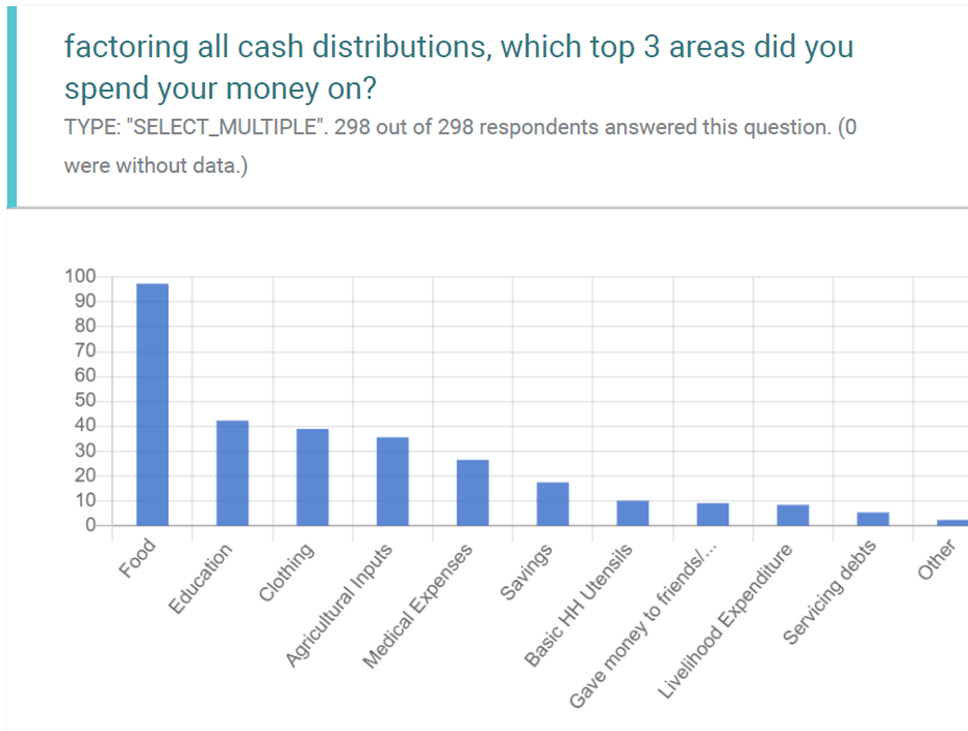 factoring all cash distributions, which top 3 areas did you
spend your money on?
TYPE: "SELECT_MULTIPLE". 298 out of 298 respondents answered this question. (0
were without data.)
100
90
80
70
60
50
40
30
20
10
0
Food
Education
Clothing
Agricultural Inputs
Medical Expenses
Savings
Basic HH Utensils
Gave money to friends/...
Livelihood Expenditure
Servicing debts
Other